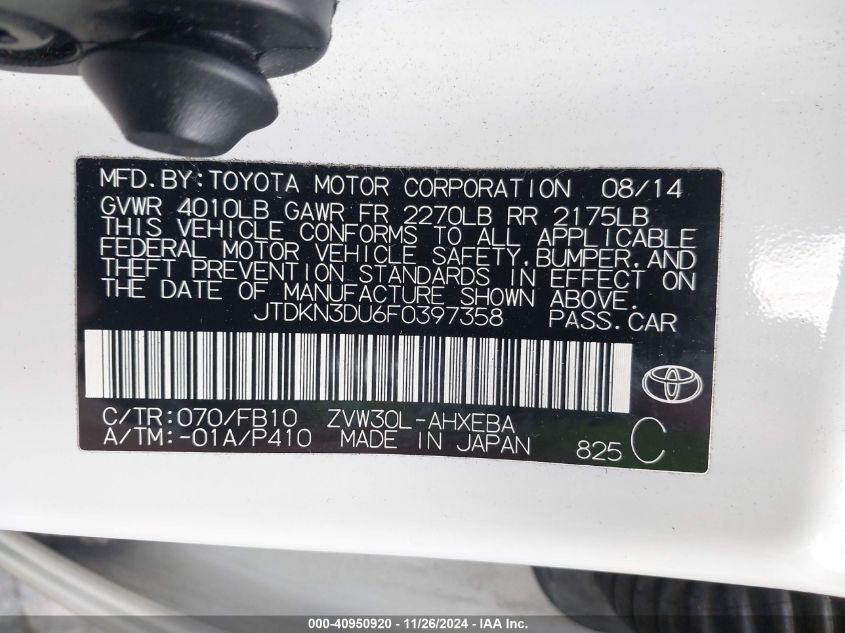 MFD.BY:TOYOTA MOTOR CORPORATION 08/14
GVWR 4010LB GAWR FR 2270LB RR 2175LB
THIS VEHICLE CONFORMS TO ALL APPLICABLE
FEDERAL MOTOR VEHICLE SAFETY,BUMPER,AND
THEFT PREVENTION STANDARDS IN EFFECT ON
THE DATE OF MANUFACTURE SHOWN ABOVE.
JTDKN3DU6F0397358 PASS.CAR
C/TR:070/FB10 ZVW30L-AHXEBA
A/TM:-01A/P410 MADE IN JAPAN 825 C
000-40950920 - 11/26/2024 - IAA Inc.